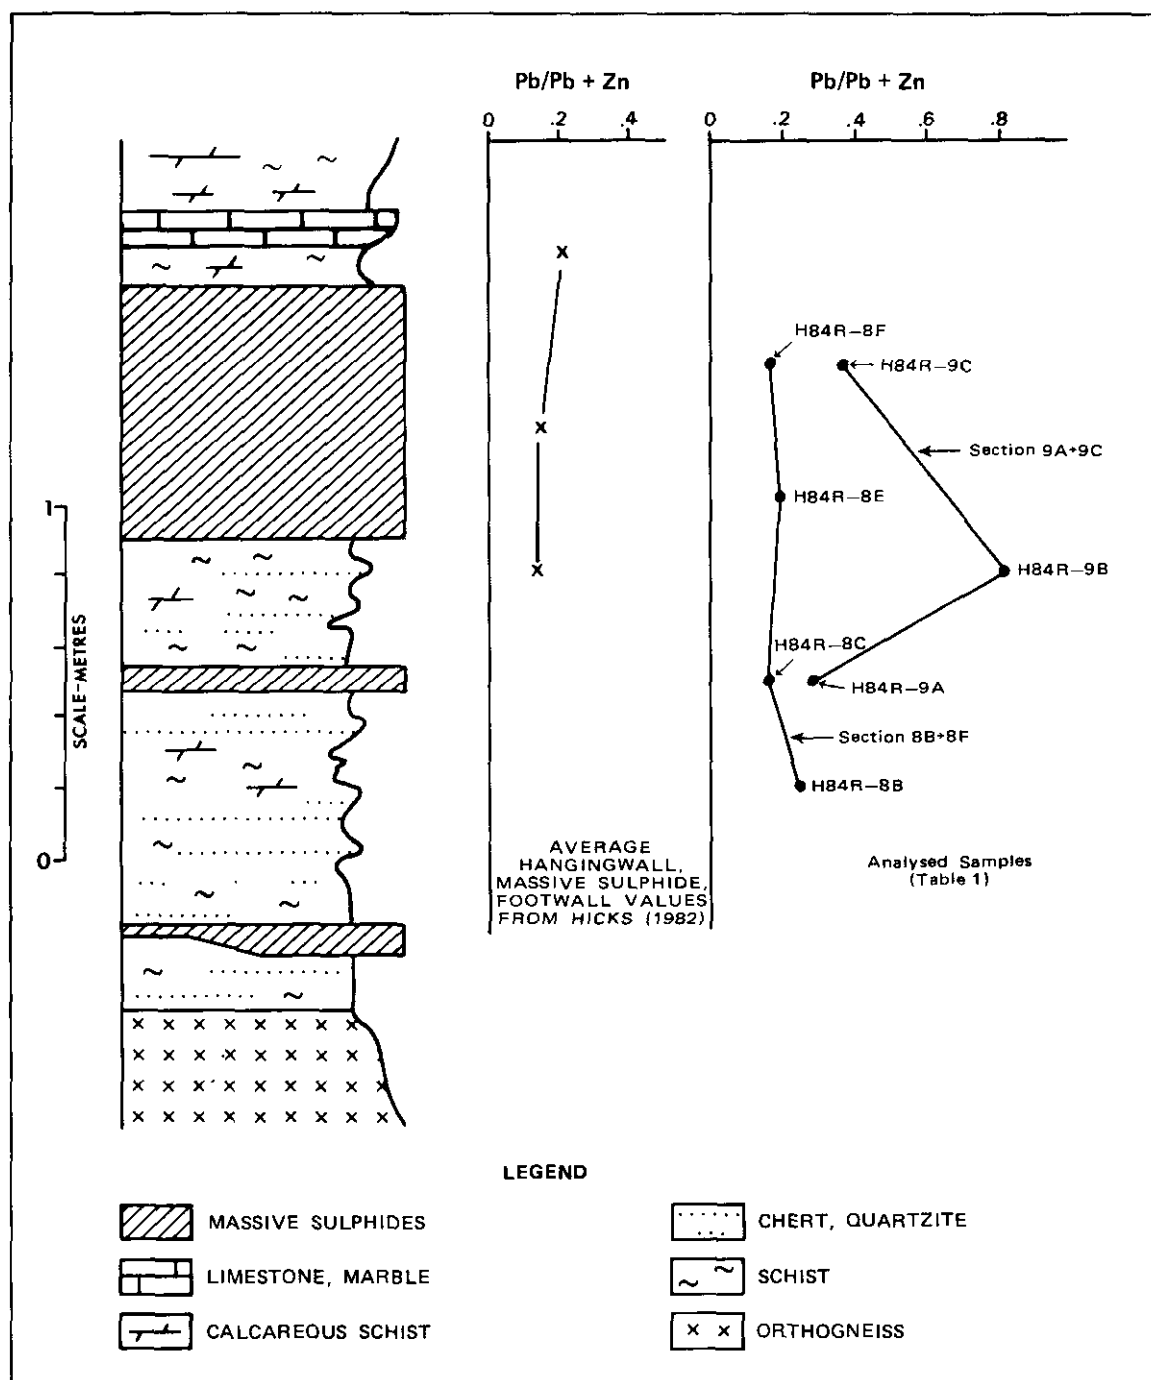 Pb/Pb + Zn
Pb/Pb + Zn
0 .2 .4
0 .2 .4 .6 .8
H84R-8F
H84R-9C
Section 9A+9C
H84R-8E
1
H84R-9B
SCALE-METRES
H84R-8C
H84R-9A
Section 8B+8F
H84R-8B
0
AVERAGE
HANGINGWALL,
MASSIVE SULPHIDE,
FOOTWALL VALUES
FROM HICKS (1982)
Analysed Samples
(Table 1)
LEGEND
MASSIVE SULPHIDES
LIMESTONE, MARBLE
CALCAREOUS SCHIST
CHERT, QUARTZITE
SCHIST
ORTHOGNEISS